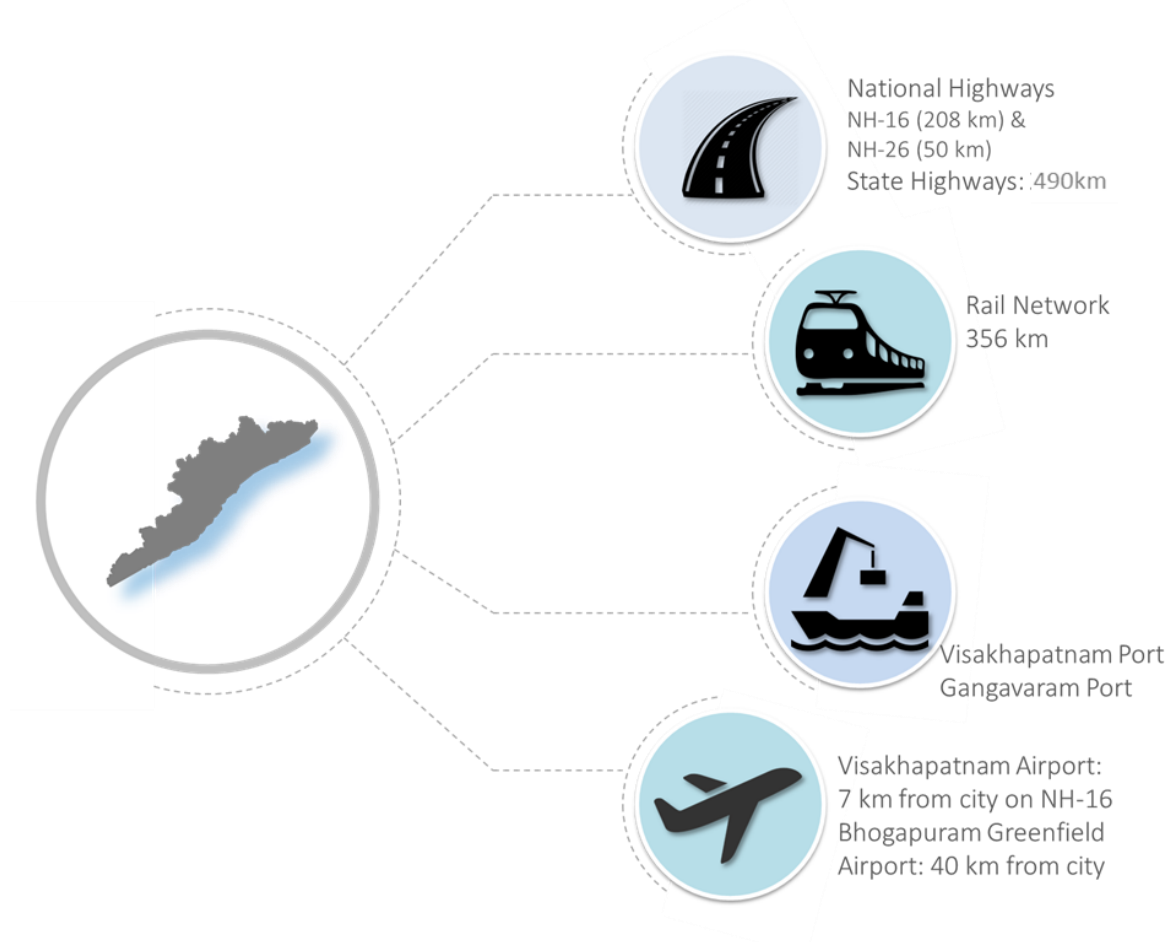 National Highways
NH-16 (208 km) &
NH-26 (50 km)
State Highways: 490km
Rail Network
356 km
Visakhapatnam Port
Gangavaram Port
Visakhapatnam Airport:
7 km from city on NH-16
Bhogapuram Greenfield
Airport: 40 km from city